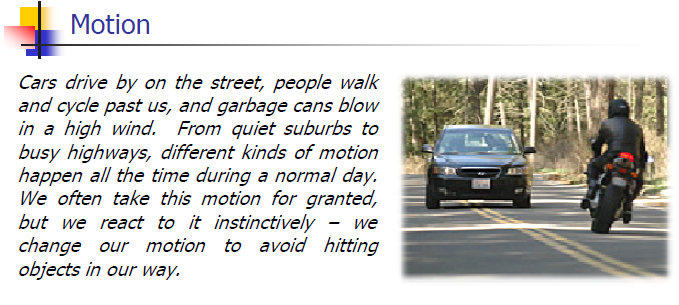 Motion
Cars drive by on the street, people walk
and cycle past us, and garbage cans blow
in a high wind. From quiet suburbs to
busy highways, different kinds of motion
happen all the time during a normal day.
We often take this motion for granted,
but we react to it instinctively – we
change our motion to avoid hitting
objects in our way.